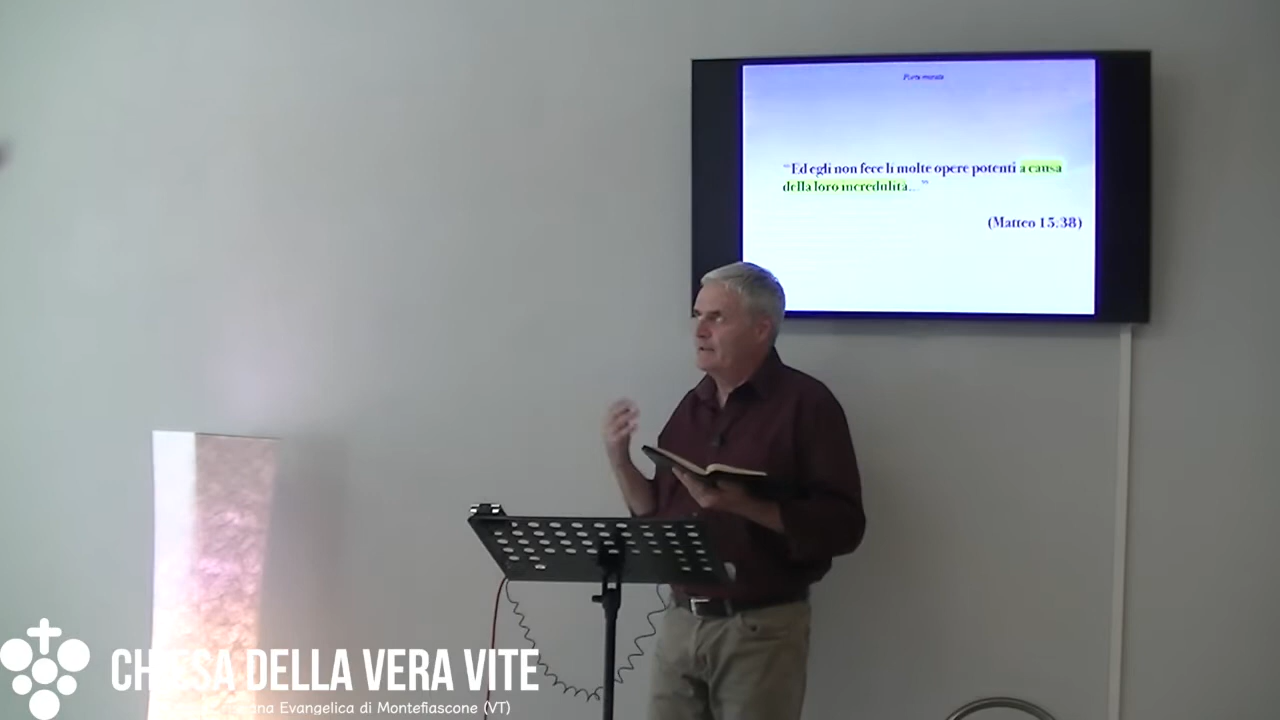 "Ed egli non fece lì molte opere potenti a causa
della loro incredulità..."
(Matteo 13:38)
CHIESA DELLA VERA VITE
Evangelica di Montefiascone (VT)